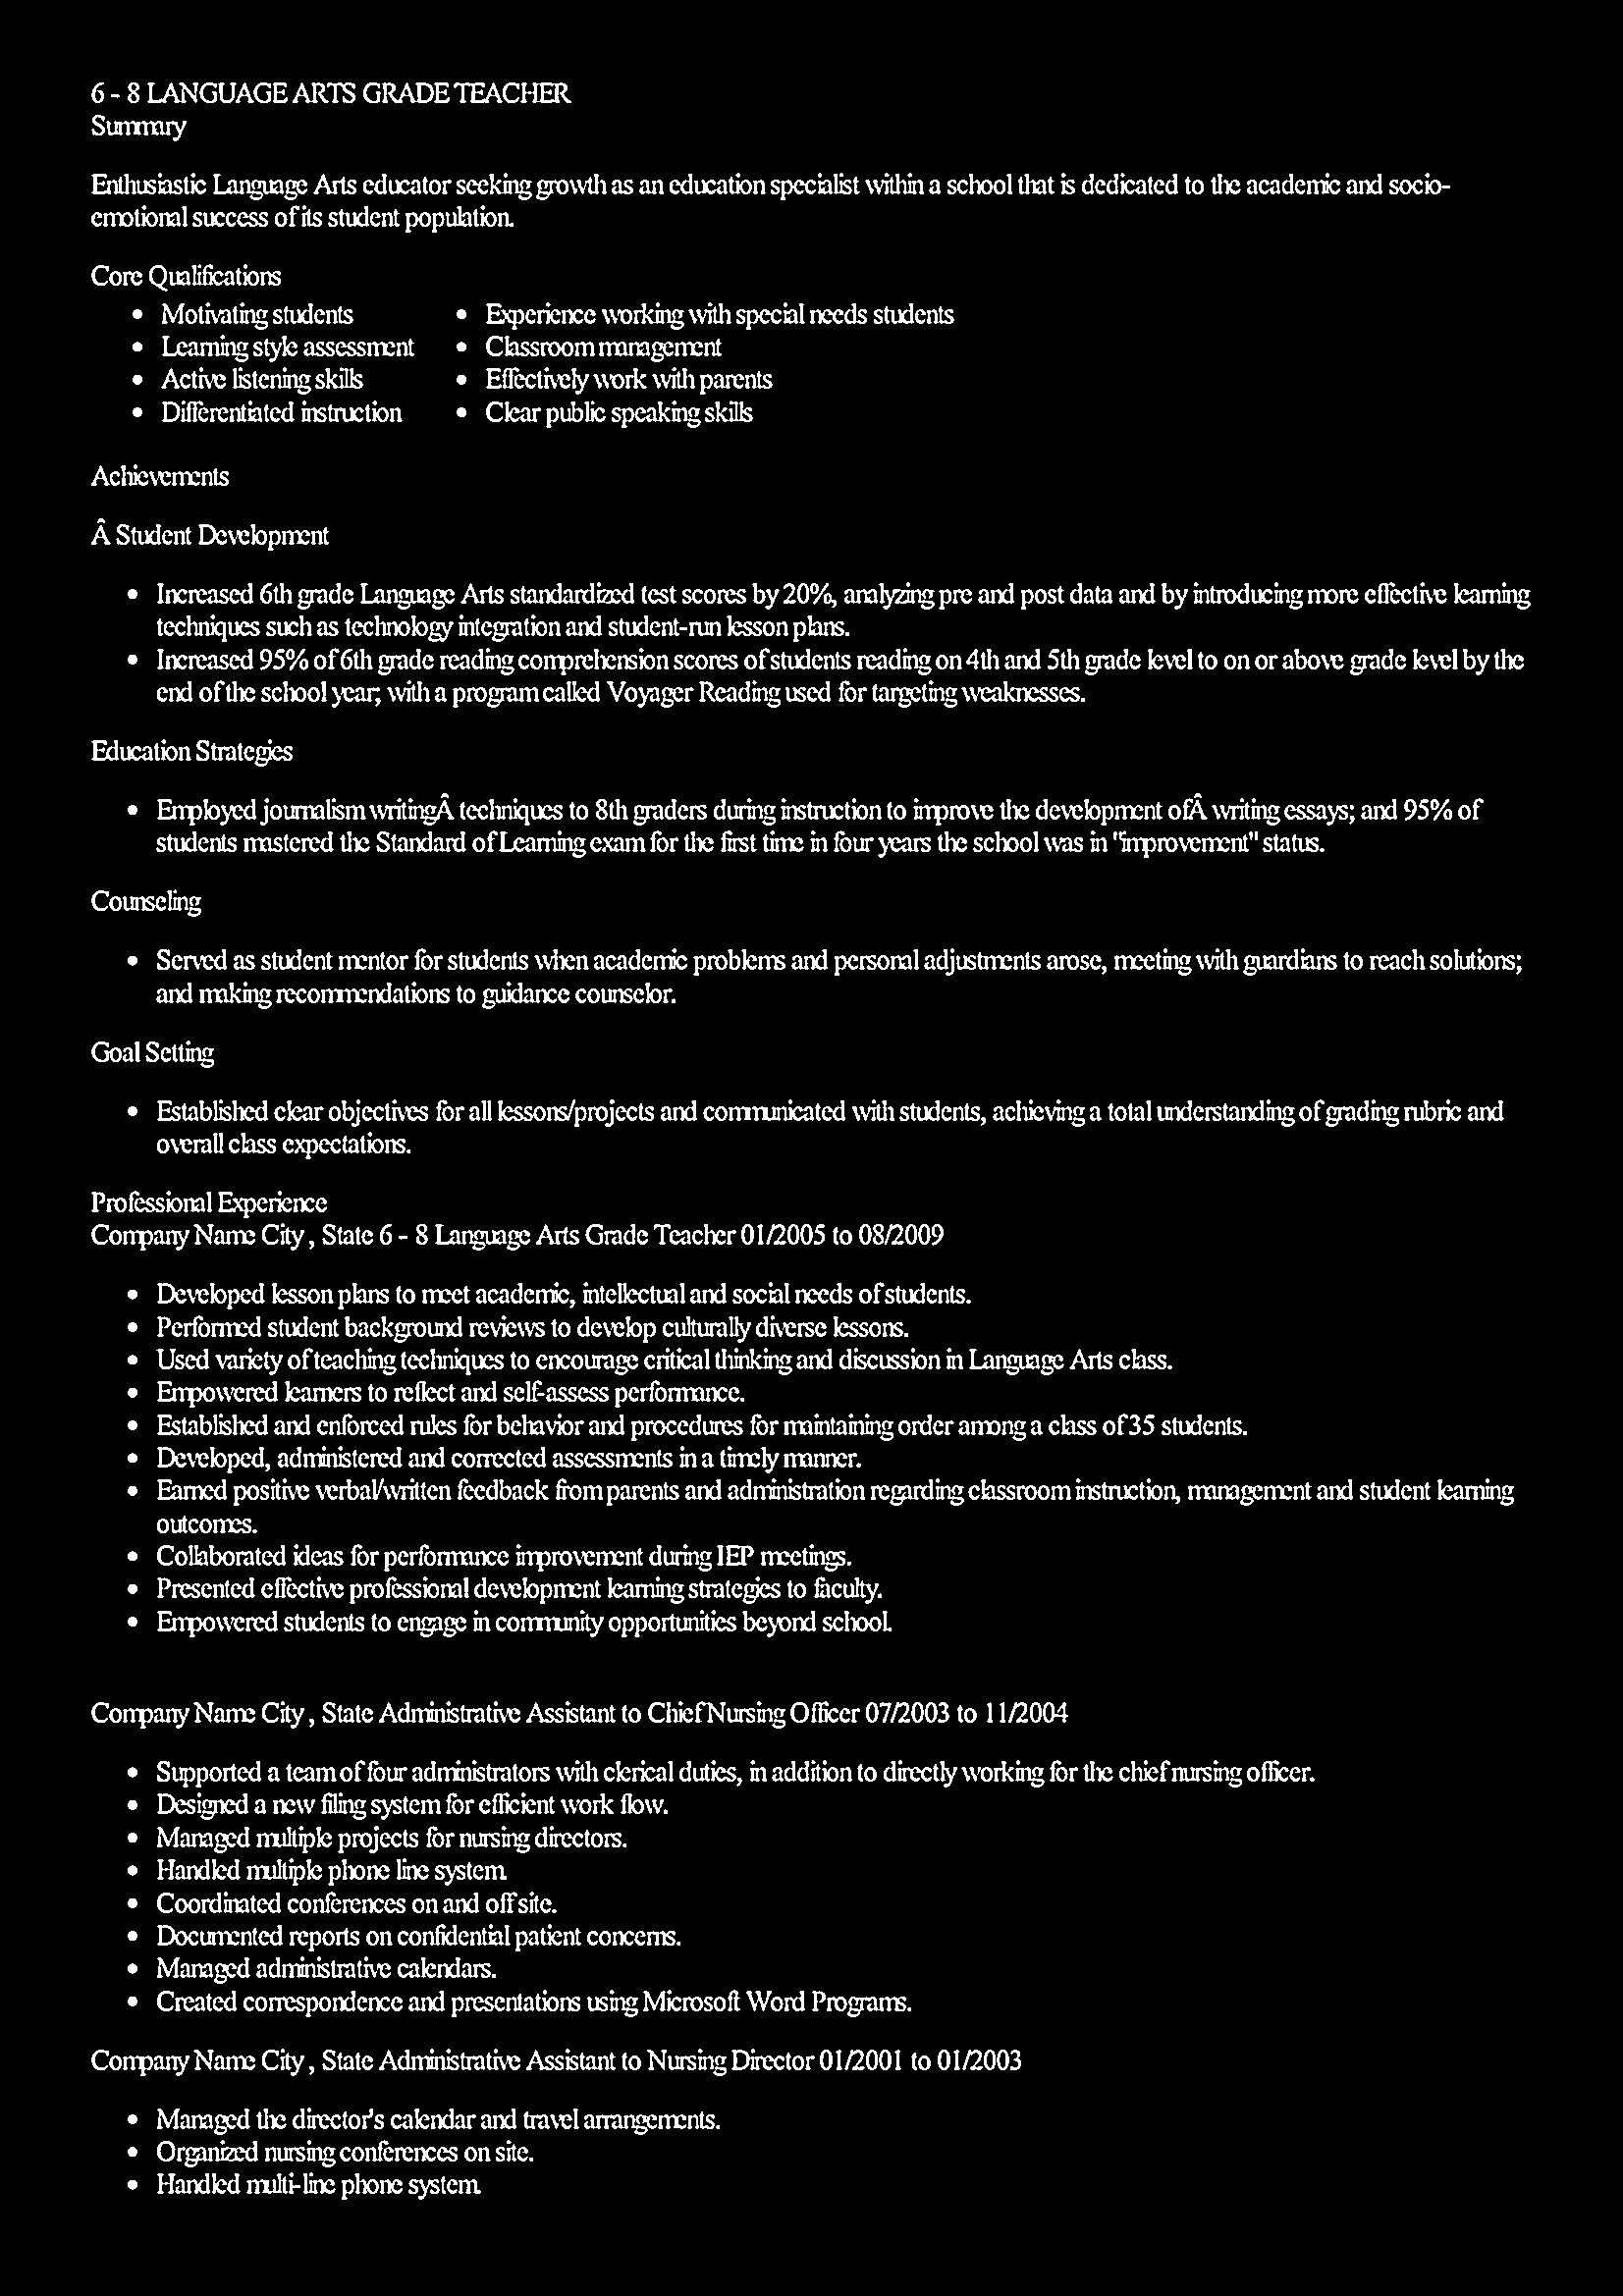 6 - 8 LANGUAGE ARTS GRADE TEACHER
Summary
Enthusiastic Language Arts educator seeking growth as an education specialist within a school that is dedicated to the academic and socio-
emotional success of its student population.
Core Qualifications
• Motivating students
• Learning style assessment
• Active listening skills
• Differentiated instruction
• Experience working with special needs students
• Classroom management
• Effectively work with parents
• Clear public speaking skills
Achievements
Â Student Development
• Increased 6th grade Language Arts standardized test scores by 20%, analyzing pre and post data and by introducing more effective learning
techniques such as technology integration and student-run lesson plans.
• Increased 95% of 6th grade reading comprehension scores of students reading on 4th and 5th grade level to on or above grade level by the
end of the school year; with a program called Voyager Reading used for targeting weaknesses.
Education Strategies
• Employed journalism writingÂ techniques to 8th graders during instruction to improve the development ofÂ writing essays; and 95% of
students mastered the Standard of Learning exam for the first time in four years the school was in "improvement" status.
Counseling
• Served as student mentor for students when academic problems and personal adjustments arose, meeting with guardians to reach solutions;
and making recommendations to guidance counselor.
Goal Setting
• Established clear objectives for all lessons/projects and communicated with students, achieving a total understanding of grading rubric and
overall class expectations.
Professional Experience
Company Name City , State 6 - 8 Language Arts Grade Teacher 01/2005 to 08/2009
• Developed lesson plans to meet academic, intellectual and social needs of students.
• Performed student background reviews to develop culturally diverse lessons.
• Used variety of teaching techniques to encourage critical thinking and discussion in Language Arts class.
• Empowered learners to reflect and self-assess performance.
• Established and enforced rules for behavior and procedures for maintaining order among a class of 35 students.
• Developed, administered and corrected assessments in a timely manner.
• Earned positive verbal/written feedback from parents and administration regarding classroom instruction, management and student learning
outcomes.
• Collaborated ideas for performance improvement during IEP meetings.
• Presented effective professional development learning strategies to faculty.
• Empowered students to engage in community opportunities beyond school.
Company Name City , State Administrative Assistant to Chief Nursing Officer 07/2003 to 11/2004
• Supported a team of four administrators with clerical duties, in addition to directly working for the chief nursing officer.
• Designed a new filing system for efficient work flow.
• Managed multiple projects for nursing directors.
• Handled multiple phone line system.
• Coordinated conferences on and off site.
• Documented reports on confidential patient concerns.
• Managed administrative calendars.
• Created correspondence and presentations using Microsoft Word Programs.
Company Name City , State Administrative Assistant to Nursing Director 01/2001 to 01/2003
• Managed the director's calendar and travel arrangements.
• Organized nursing conferences on site.
• Handled multi-line phone system.